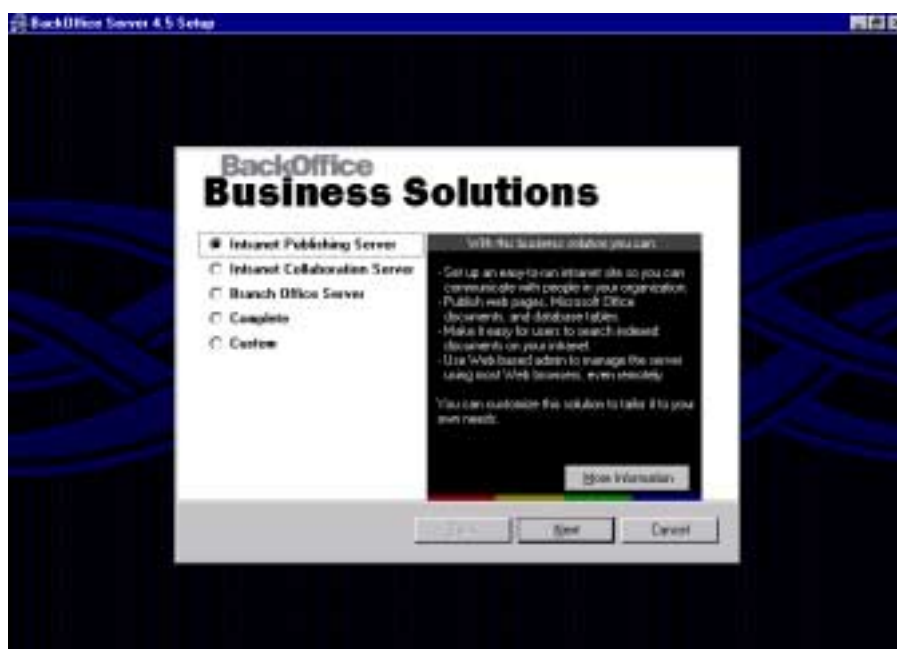 BackOffice Server 4.5 Setup
BackOffice
Business Solutions
Intranet Publishing Server
Intranet Collaboration Server
Branch Office Server
Complete
Custom
With this business solution you can:
- Set up an easy-to-run intranet site so you can
communicate with people in your organization.
- Publish web pages, Microsoft Office
documents, and database tables.
- Make it easy for users to search indexed
documents on your intranet.
- Use Web based admin to manage the server
using most Web browsers, even remotely.
You can customize this solution to tailor it to your
own needs.
More Information
Next
Cancel